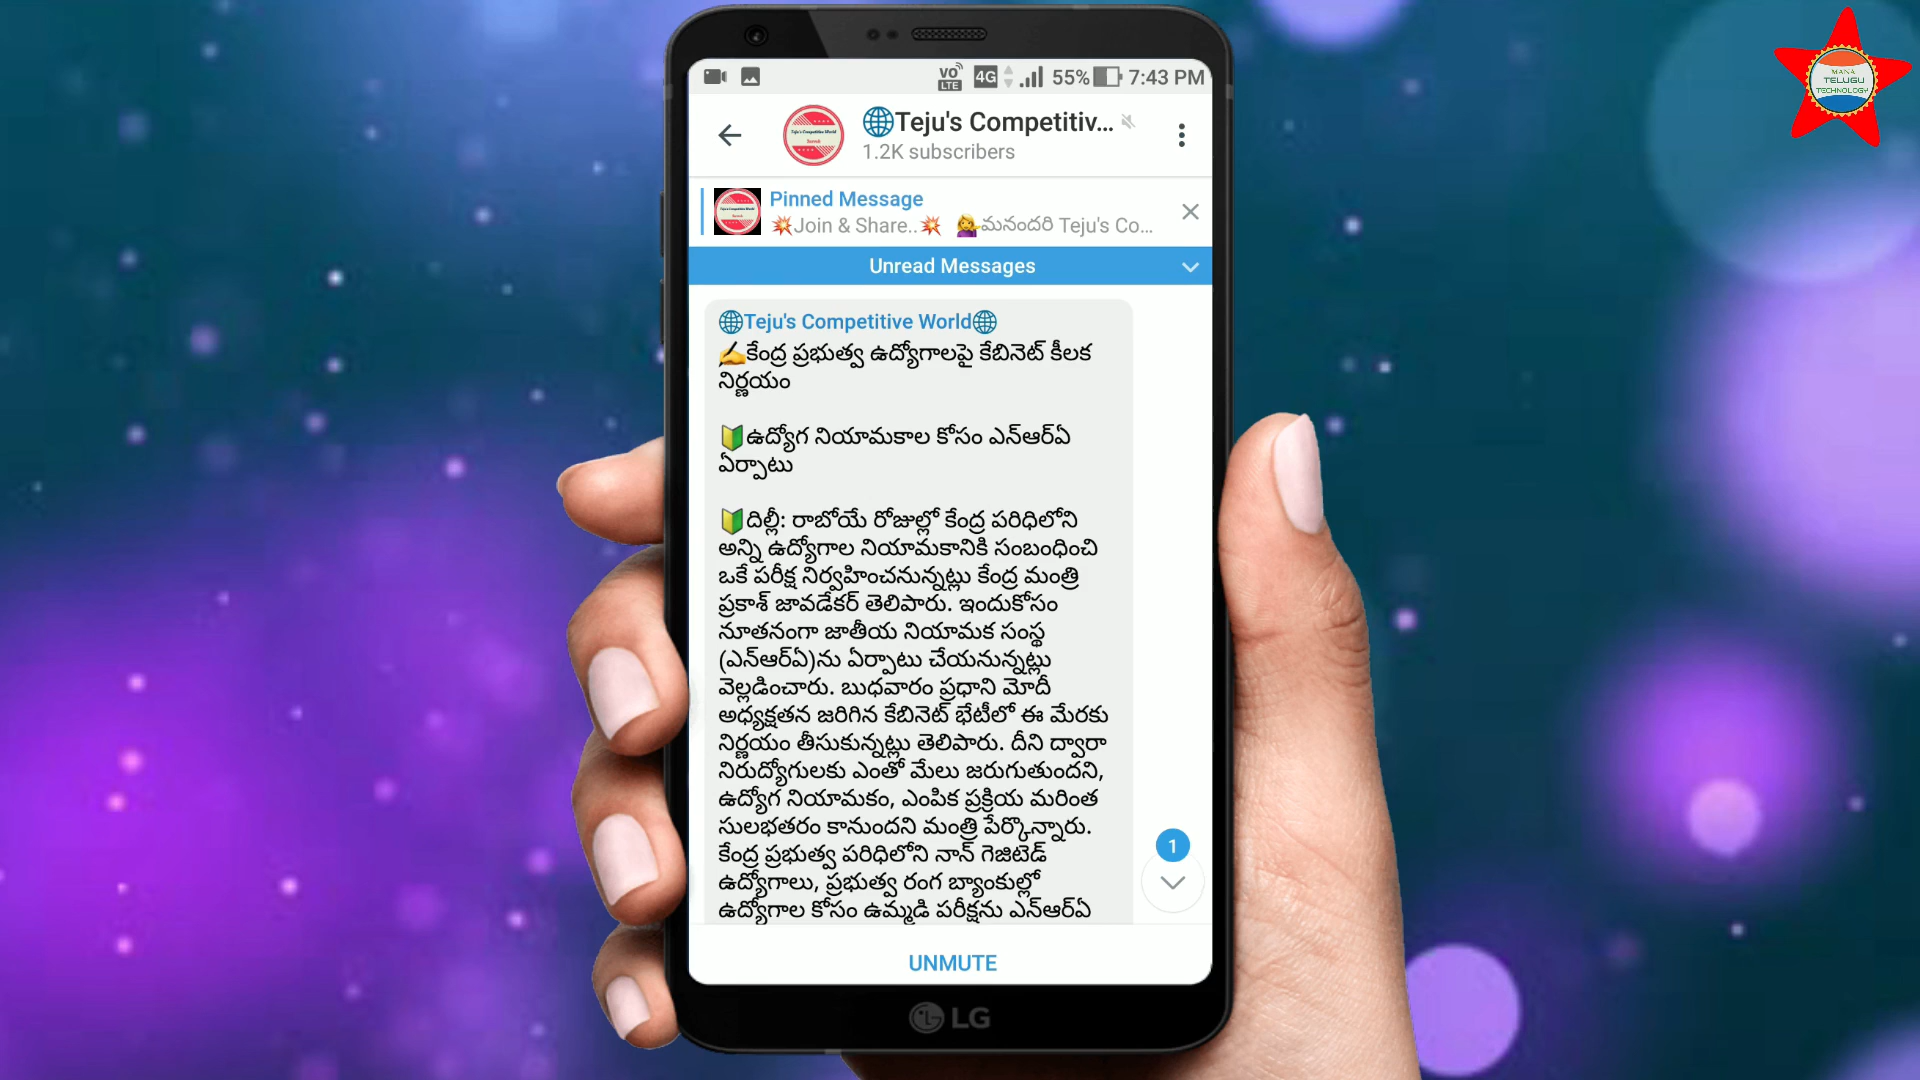 VO LTE 4G 55% 7:43 PM
🌐Teju's Competitiv...
1.2K subscribers
Pinned Message
💥Join & Share..💥 💁‍♀️మనందరి Teju's Co...
Unread Messages
🌐Teju's Competitive World🌐
✍️కేంద్ర ప్రభుత్వ ఉద్యోగాలపై కేబినెట్ కీలక
నిర్ణయం
🔰ఉద్యోగ నియామకాల కోసం ఎన్ఆర్ఏ
ఏర్పాటు
🔰దిల్లీ: రాబోయే రోజుల్లో కేంద్ర పరిధిలోని
అన్ని ఉద్యోగాల నియామకానికి సంబంధించి
ఒకే పరీక్ష నిర్వహించనున్నట్లు కేంద్ర మంత్రి
ప్రకాశ్ జావడేకర్ తెలిపారు. ఇందుకోసం
నూతనంగా జాతీయ నియామక సంస్థ
(ఎన్ఆర్ఏ)ను ఏర్పాటు చేయనున్నట్లు
వెల్లడించారు. బుధవారం ప్రధాని మోదీ
అధ్యక్షతన జరిగిన కేబినెట్ భేటీలో ఈ మేరకు
నిర్ణయం తీసుకున్నట్లు తెలిపారు. దీని ద్వారా
నిరుద్యోగులకు ఎంతో మేలు జరుగుతుందని,
ఉద్యోగ నియామకం, ఎంపిక ప్రక్రియ మరింత
సులభతరం కానుందని మంత్రి పేర్కొన్నారు.
కేంద్ర ప్రభుత్వ పరిధిలోని నాన్ గెజిటెడ్
ఉద్యోగాలు, ప్రభుత్వ రంగ బ్యాంకుల్లో
ఉద్యోగాల కోసం ఉమ్మడి పరీక్షను ఎన్ఆర్ఏ
1
UNMUTE
LG
MANA
TELUGU
TECHNOLOGY